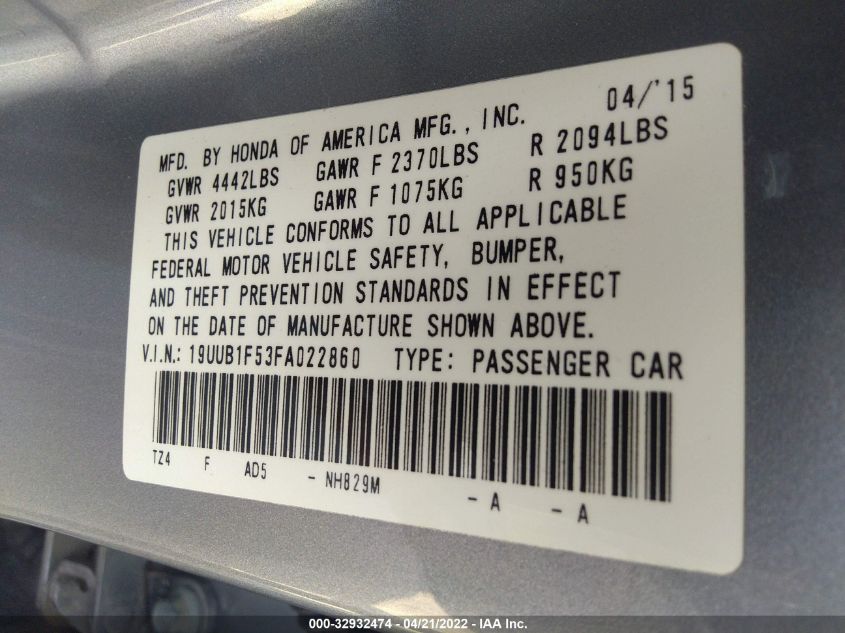 04/'15
MFD. BY HONDA OF AMERICA MFG., INC.
GVWR 4442LBS GAWR F 2370LBS R 2094LBS
GVWR 2015KG GAWR F 1075KG R 950KG
THIS VEHICLE CONFORMS TO ALL APPLICABLE
FEDERAL MOTOR VEHICLE SAFETY, BUMPER,
AND THEFT PREVENTION STANDARDS IN EFFECT
ON THE DATE OF MANUFACTURE SHOWN ABOVE.
V.I.N.: 19UUB1F53FA022860 TYPE: PASSENGER CAR
TZ4 F AD5 - NH829M - A - A
000-32932474 - 04/21/2022 - IAA Inc.